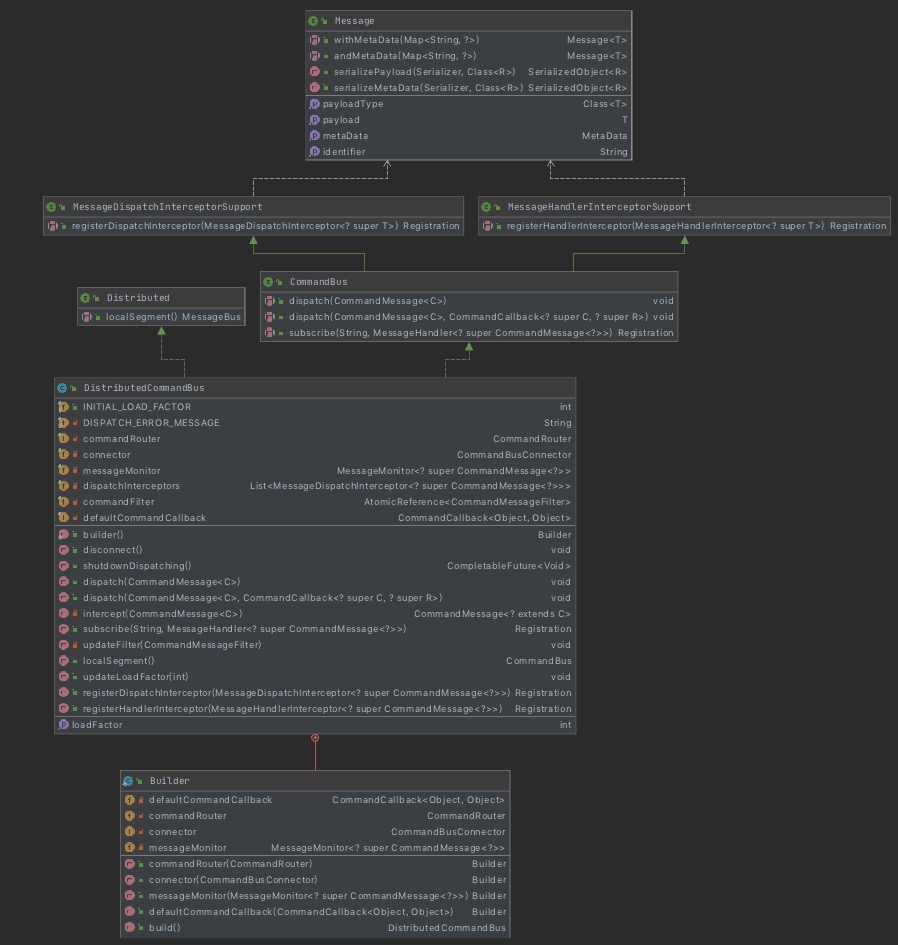 Message
withMetaData(Map<String, ?>) Message<T>
andMetaData(Map<String, ?>) Message<T>
serializePayload(Serializer, Class<R>) SerializedObject<R>
serializeMetaData(Serializer, Class<R>) SerializedObject<R>
payloadType Class<T>
payload T
metaData MetaData
identifier String
MessageDispatchInterceptorSupport
registerDispatchInterceptor(MessageDispatchInterceptor<? super T>) Registration
MessageHandlerInterceptorSupport
registerHandlerInterceptor(MessageHandlerInterceptor<? super T>) Registration
CommandBus
dispatch(CommandMessage<C>) void
dispatch(CommandMessage<C>, CommandCallback<? super C, ? super R>) void
subscribe(String, MessageHandler<? super CommandMessage<?>>) Registration
Distributed
localSegment() MessageBus
DistributedCommandBus
INITIAL_LOAD_FACTOR int
DISPATCH_ERROR_MESSAGE String
commandRouter CommandRouter
connector CommandBusConnector
messageMonitor MessageMonitor<? super CommandMessage<?>>
dispatchInterceptors List<MessageDispatchInterceptor<? super CommandMessage<?>>>
commandFilter AtomicReference<CommandMessageFilter>
defaultCommandCallback CommandCallback<Object, Object>
builder() Builder
disconnect() void
shutdownDispatching() CompletableFuture<Void>
dispatch(CommandMessage<C>) void
dispatch(CommandMessage<C>, CommandCallback<? super C, ? super R>) void
intercept(CommandMessage<C>) CommandMessage<? extends C>
subscribe(String, MessageHandler<? super CommandMessage<?>>) Registration
updateFilter(CommandMessageFilter) void
localSegment() CommandBus
updateLoadFactor(int) void
registerDispatchInterceptor(MessageDispatchInterceptor<? super CommandMessage<?>>) Registration
registerHandlerInterceptor(MessageHandlerInterceptor<? super CommandMessage<?>>) Registration
loadFactor int
Builder
defaultCommandCallback CommandCallback<Object, Object>
commandRouter CommandRouter
connector CommandBusConnector
messageMonitor MessageMonitor<? super CommandMessage<?>>
commandRouter(CommandRouter) Builder
connector(CommandBusConnector) Builder
messageMonitor(MessageMonitor<? super CommandMessage<?>>) Builder
defaultCommandCallback(CommandCallback<Object, Object>) Builder
build() DistributedCommandBus